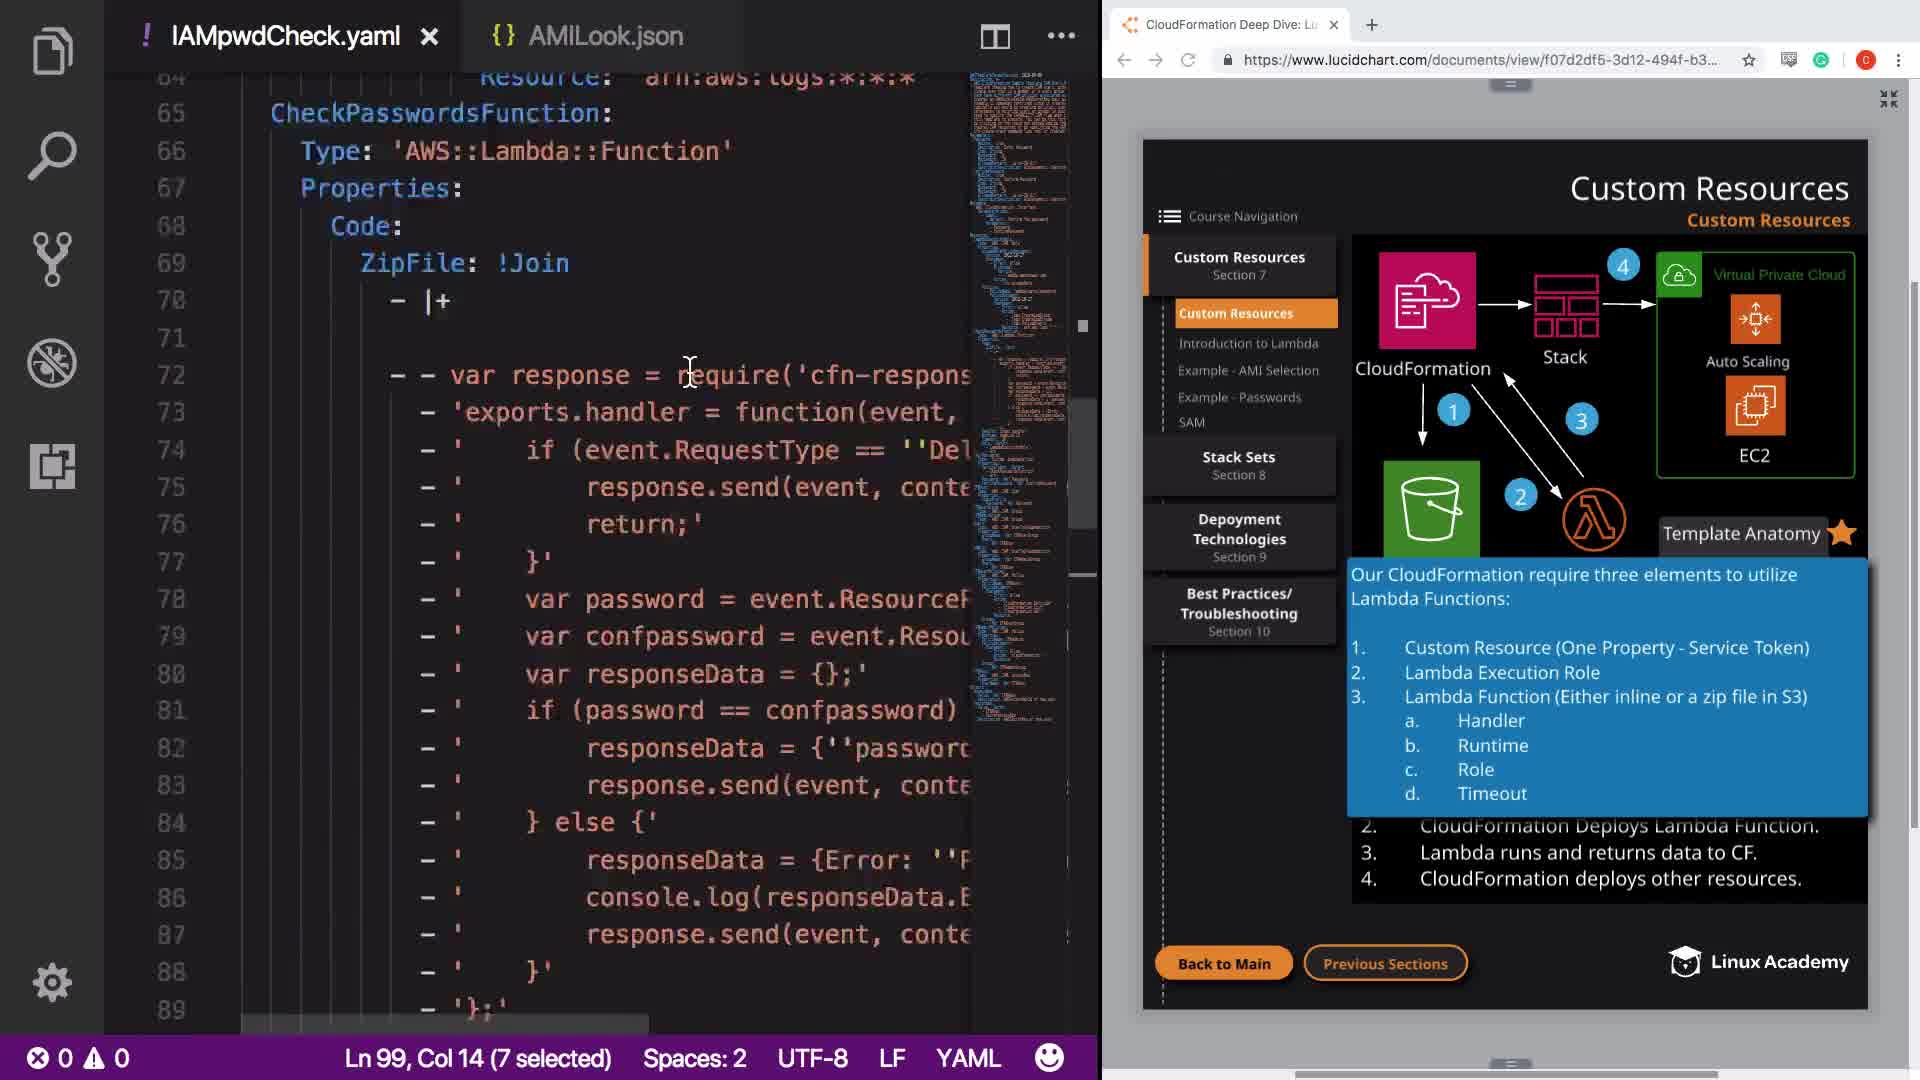 IAMpwdCheck.yaml
AMILook.json
64 Resource: 'arn:aws:logs:*:*:*'
65 CheckPasswordsFunction:
66 Type: 'AWS::Lambda::Function'
67 Properties:
68 Code:
69 ZipFile: !Join
70 - |+
71
72 - - var response = require('cfn-respons
73 - 'exports.handler = function(event,
74 - ' if (event.RequestType == ''Del
75 - ' response.send(event, conte
76 - ' return;'
77 - ' }'
78 - ' var password = event.ResourceP
79 - ' var confpassword = event.Resou
80 - ' var responseData = {};'
81 - ' if (password == confpassword)
82 - ' responseData = {''password
83 - ' response.send(event, conte
84 - ' } else {'
85 - ' responseData = {Error: ''P
86 - ' console.log(responseData.E
87 - ' response.send(event, conte
88 - ' }'
89 - '};'
0 0
Ln 99, Col 14 (7 selected)
Spaces: 2
UTF-8
LF
YAML
CloudFormation Deep Dive: Lu
https://www.lucidchart.com/documents/view/f07d2df5-3d12-494f-b3...
C
Custom Resources
Custom Resources
Course Navigation
Custom Resources
Section 7
Custom Resources
Introduction to Lambda
Example - AMI Selection
Example - Passwords
SAM
Stack Sets
Section 8
Depoyment
Technologies
Section 9
Best Practices/
Troubleshooting
Section 10
CloudFormation
Stack
4
Virtual Private Cloud
Auto Scaling
EC2
1
2
3
Template Anatomy
Our CloudFormation require three elements to utilize
Lambda Functions:
1. Custom Resource (One Property - Service Token)
2. Lambda Execution Role
3. Lambda Function (Either inline or a zip file in S3)
a. Handler
b. Runtime
c. Role
d. Timeout
2. CloudFormation Deploys Lambda Function.
3. Lambda runs and returns data to CF.
4. CloudFormation deploys other resources.
Back to Main
Previous Sections
Linux Academy